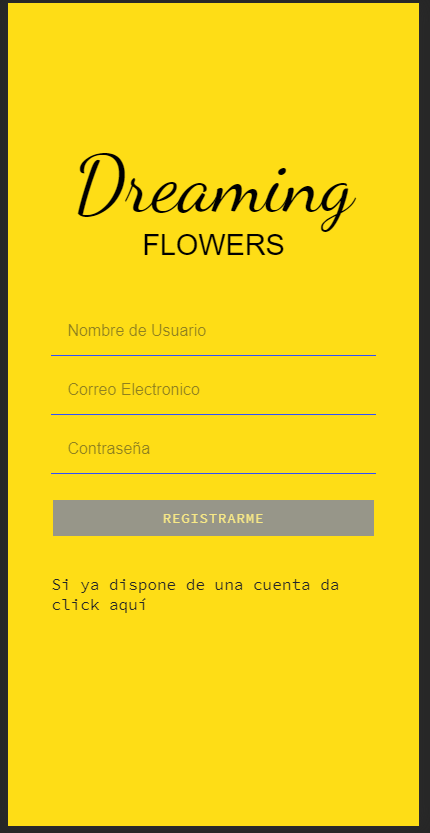 Dreaming
FLOWERS
Nombre de Usuario
Correo Electronico
Contraseña
REGISTRARME
Si ya dispone de una cuenta da
click aquí